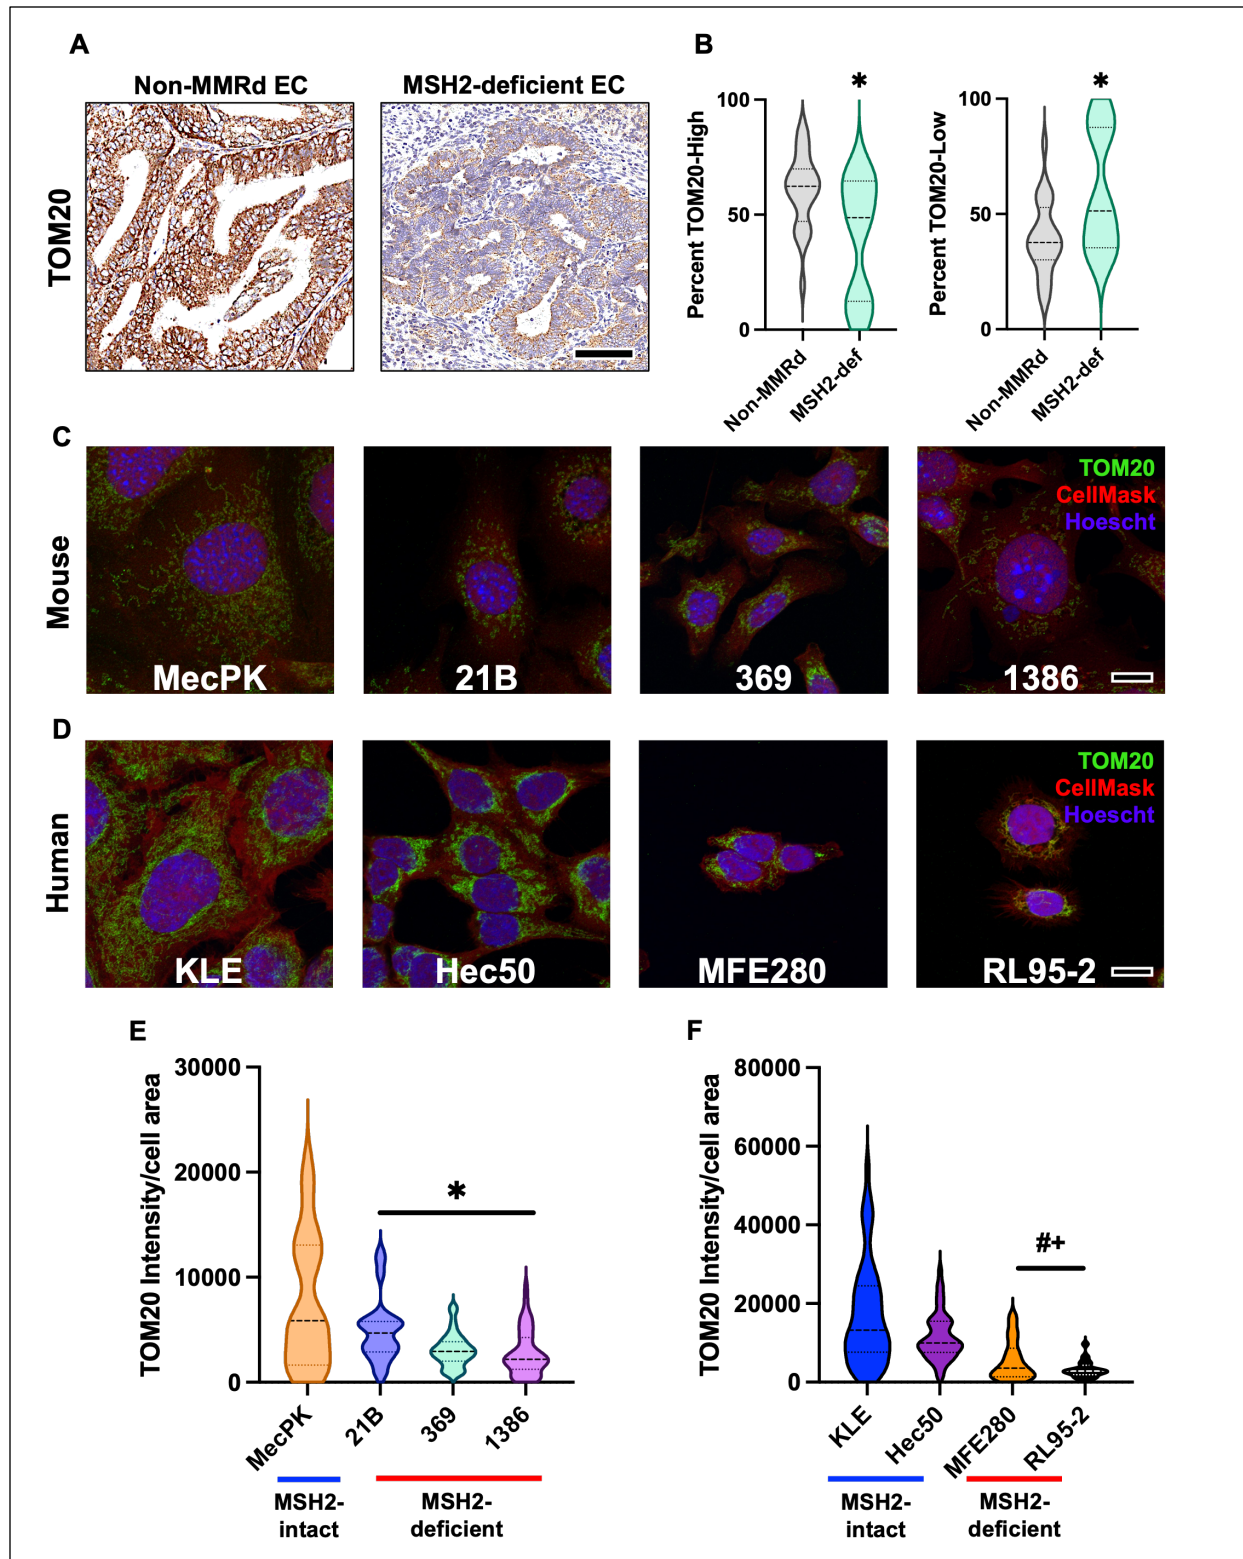 A
B
Non-MMRd EC
MSH2-deficient EC
TOM20
Percent TOM20-High
100
50
0
*
Non-MMRd
MSH2-def
Percent TOM20-Low
100
50
0
*
Non-MMRd
MSH2-def
C
Mouse
MecPK
21B
369
1386
TOM20
CellMask
Hoescht
D
Human
KLE
Hec50
MFE280
RL95-2
TOM20
CellMask
Hoescht
E
TOM20 Intensity/cell area
30000
20000
10000
0
*
MecPK
21B
369
1386
MSH2-
intact
MSH2-
deficient
F
TOM20 Intensity/cell area
80000
60000
40000
20000
0
#+
KLE
Hec50
MFE280
RL95-2
MSH2-
intact
MSH2-
deficient